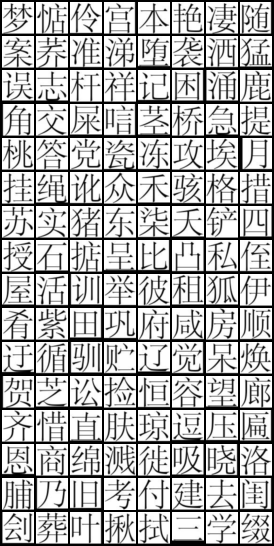 梦惦伶宫本艳凄随
案荞准涕堕袭洒猛
误志杆祥记困涌鹿
角交屎唁茎桥急提
桃答党瓷冻攻埃月
挂绳讹众禾骇格措
苏实猪东柒夭铲四
授石掂呈比凸私侄
屋活训举彼租狐伊
肴紫田巩府咸房顺
迂循驯贮辽觉呆焕
贺芝讼捡恒容望廊
齐惜直肤琼逗压扁
恩商绵溅徙吸晓洛
脯乃旧考付建去闺
刽葬叶揪拭三学缀